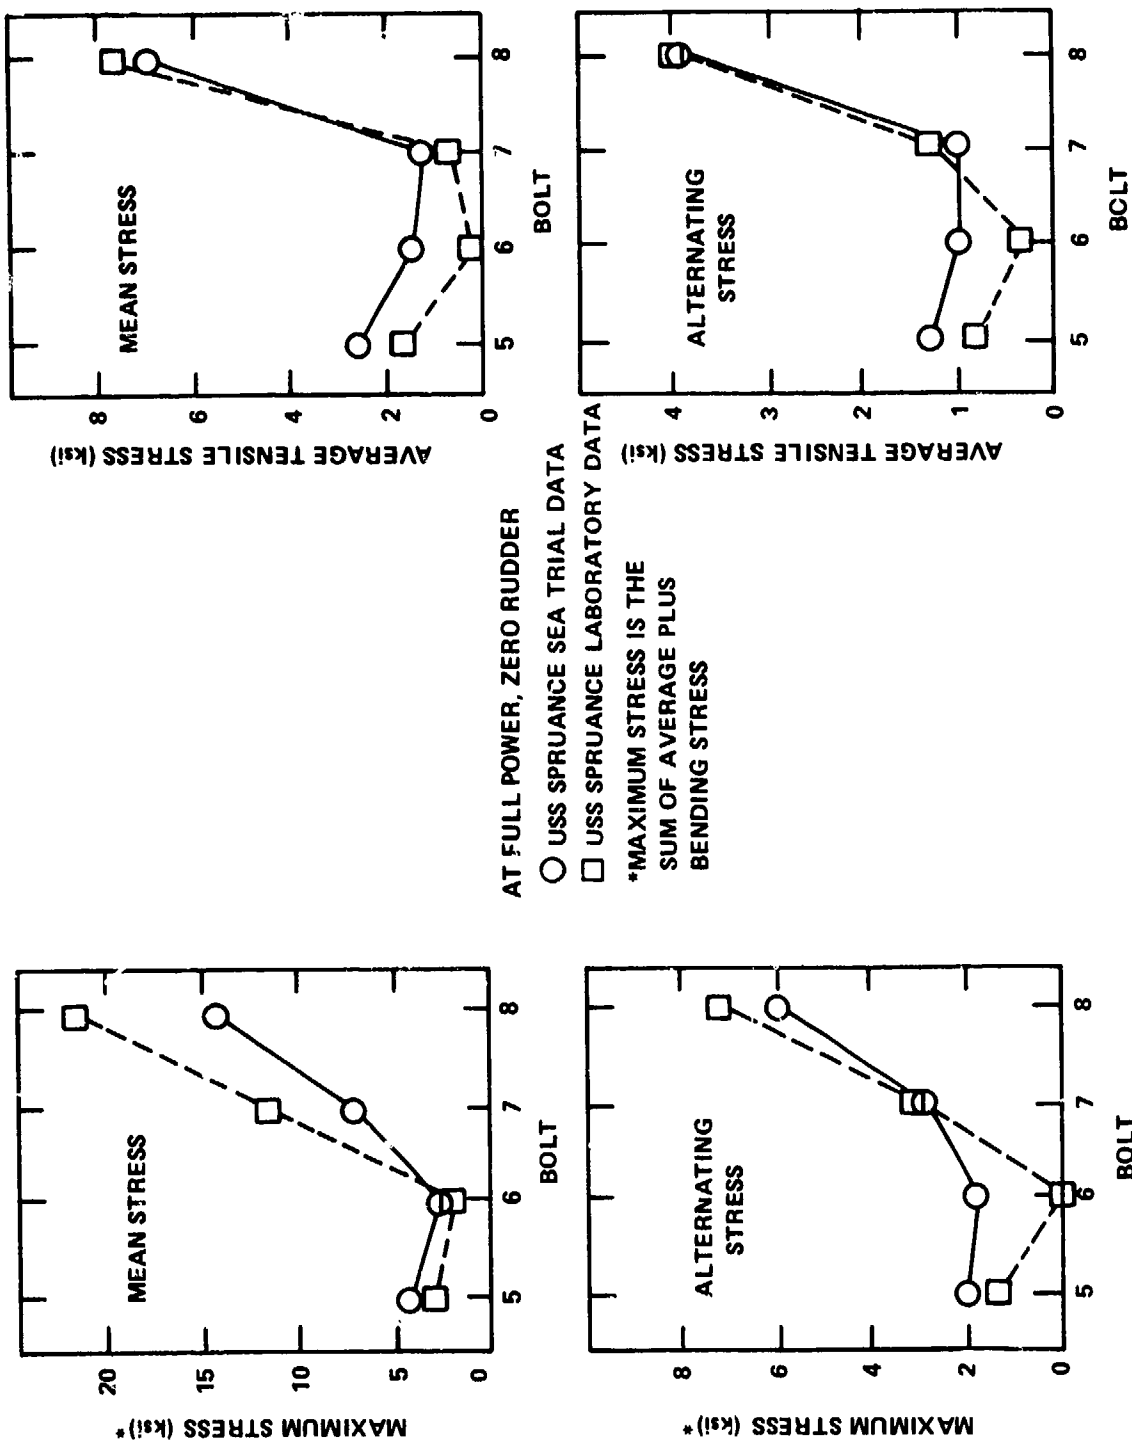 MAXIMUM STRESS (ksi)*
20
15
10
5
0
MEAN STRESS
5
6
7
8
BOLT
MAXIMUM STRESS (ksi)*
8
6
4
2
0
ALTERNATING
STRESS
5
6
7
8
BOLT
AT FULL POWER, ZERO RUDDER
USS SPRUANCE SEA TRIAL DATA
USS SPRUANCE LABORATORY DATA
*MAXIMUM STRESS IS THE
SUM OF AVERAGE PLUS
BENDING STRESS
AVERAGE TENSILE STRESS (ksi)
8
6
4
2
0
MEAN STRESS
5
6
7
8
BOLT
AVERAGE TENSILE STRESS (ksi)
4
3
2
1
0
ALTERNATING
STRESS
5
6
7
8
BOLT